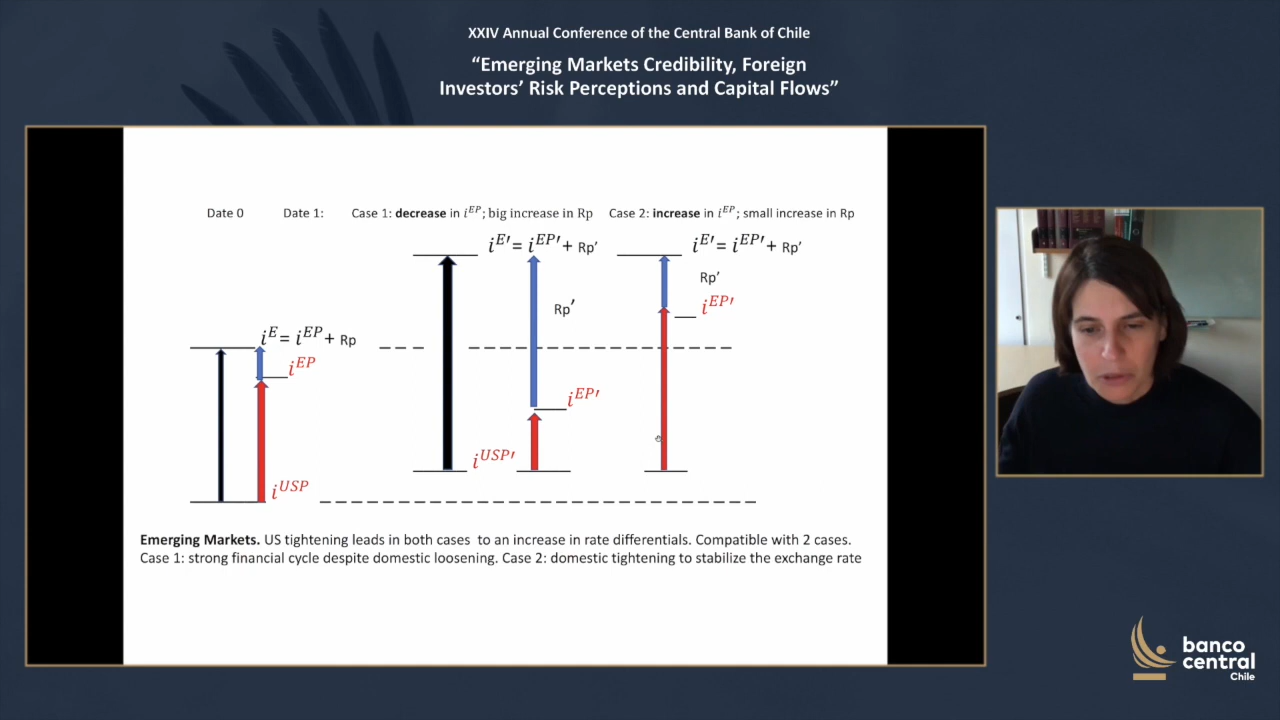 XXIV Annual Conference of the Central Bank of Chile
“Emerging Markets Credibility, Foreign
Investors’ Risk Perceptions and Capital Flows”
Date 0
Date 1:
Case 1: decrease in i^{EP}; big increase in Rp
Case 2: increase in i^{EP}; small increase in Rp
i^{E′}= i^{EP′}+ Rp′
i^{E′}= i^{EP′}+ Rp′
Rp′
i^{EP′}
Rp′
i^{E}= i^{EP}+ Rp
i^{EP}
i^{EP′}
i^{USP′}
i^{USP}
Emerging Markets. US tightening leads in both cases to an increase in rate differentials. Compatible with 2 cases.
Case 1: strong financial cycle despite domestic loosening. Case 2: domestic tightening to stabilize the exchange rate
banco
central
Chile